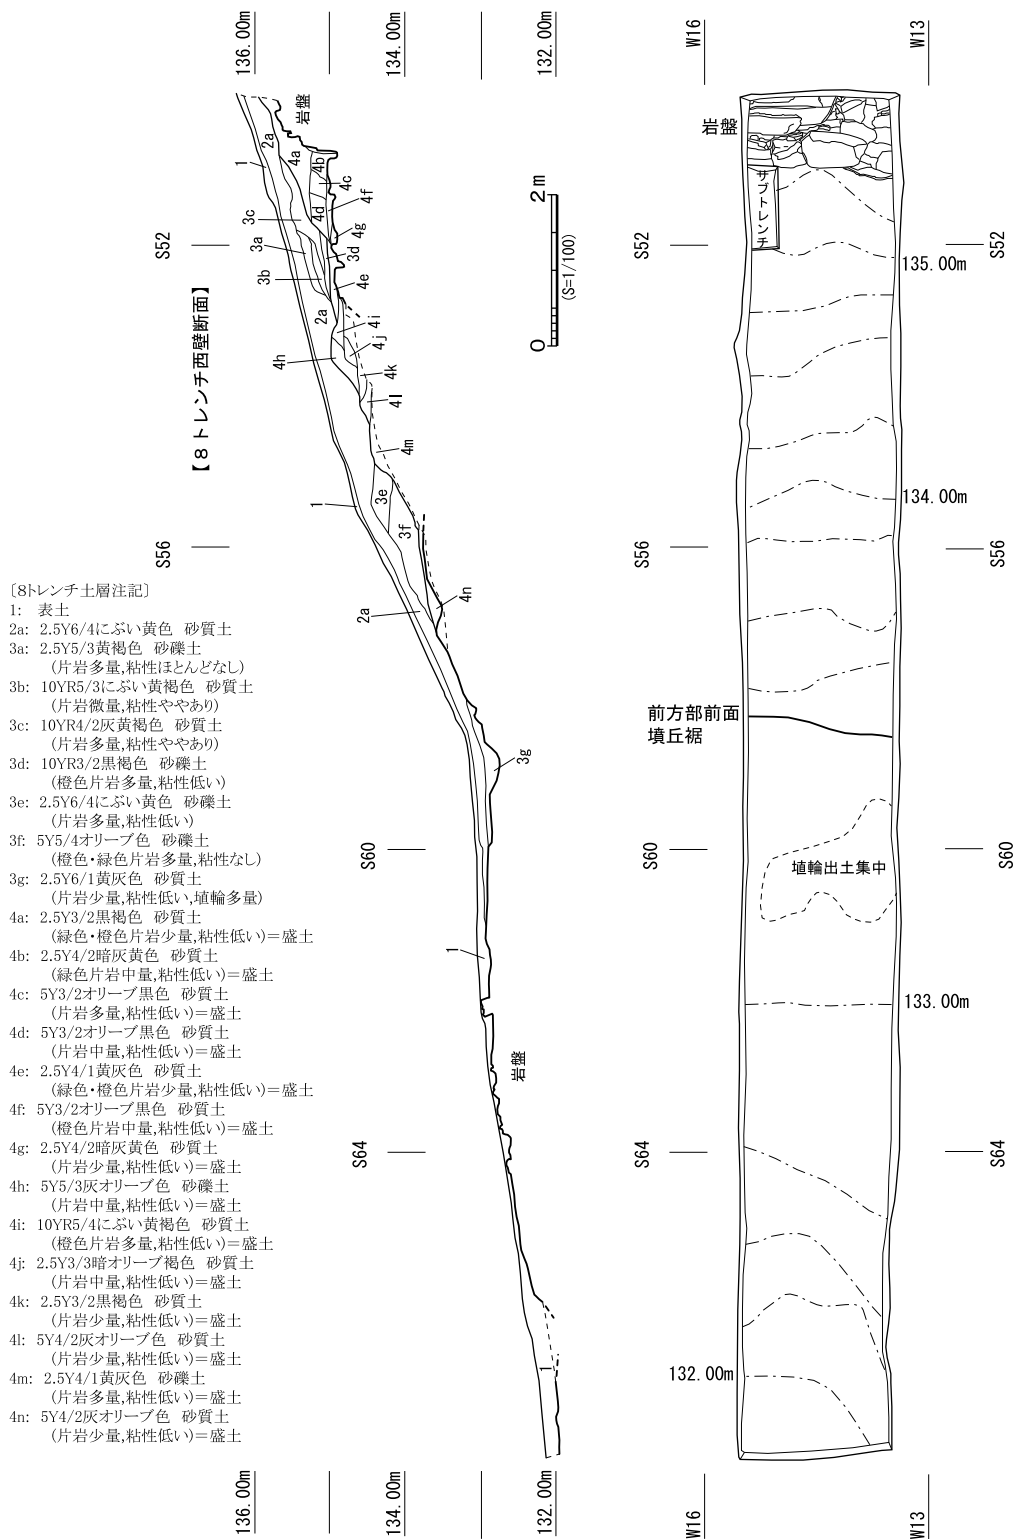 136.00m
134.00m
132.00m
W16
W13
岩盤
2a
4a
4b
1
4c
4f
4d
3c
4g
3a
3d
3b
4e
2a
4i
4j
4h
4k
4l
4m
3e
1
3f
4n
2a
3g
1
岩盤
1
S52
S56
S60
S64
【8トレンチ西壁断面】
2m
0
(S=1/100)
岩盤
サブトレンチ
S52
S52
135.00m
134.00m
S56
S56
前方部前面
墳丘裾
S60
S60
埴輪出土集中
133.00m
S64
S64
132.00m
136.00m
134.00m
132.00m
W16
W13
〔8トレンチ土層注記〕
1: 表土
2a: 2.5Y6/4にぶい黄色 砂質土
3a: 2.5Y5/3黄褐色 砂礫土
(片岩多量,粘性ほとんどなし)
3b: 10YR5/3にぶい黄褐色 砂質土
(片岩微量,粘性ややあり)
3c: 10YR4/2灰黄褐色 砂質土
(片岩多量,粘性ややあり)
3d: 10YR3/2黒褐色 砂礫土
(橙色片岩多量,粘性低い)
3e: 2.5Y6/4にぶい黄色 砂礫土
(片岩多量,粘性低い)
3f: 5Y5/4オリーブ色 砂礫土
(橙色・緑色片岩多量,粘性なし)
3g: 2.5Y6/1黄灰色 砂質土
(片岩少量,粘性低い,埴輪多量)
4a: 2.5Y3/2黒褐色 砂質土
(緑色・橙色片岩少量,粘性低い)=盛土
4b: 2.5Y4/2暗灰黄色 砂質土
(緑色片岩中量,粘性低い)=盛土
4c: 5Y3/2オリーブ黒色 砂質土
(片岩多量,粘性低い)=盛土
4d: 5Y3/2オリーブ黒色 砂質土
(片岩中量,粘性低い)=盛土
4e: 2.5Y4/1黄灰色 砂質土
(緑色・橙色片岩少量,粘性低い)=盛土
4f: 5Y3/2オリーブ黒色 砂質土
(橙色片岩中量,粘性低い)=盛土
4g: 2.5Y4/2暗灰黄色 砂質土
(片岩少量,粘性低い)=盛土
4h: 5Y5/3灰オリーブ色 砂礫土
(片岩中量,粘性低い)=盛土
4i: 10YR5/4にぶい黄褐色 砂質土
(橙色片岩多量,粘性低い)=盛土
4j: 2.5Y3/3暗オリーブ褐色 砂質土
(片岩中量,粘性低い)=盛土
4k: 2.5Y3/2黒褐色 砂質土
(片岩少量,粘性低い)=盛土
4l: 5Y4/2灰オリーブ色 砂質土
(片岩少量,粘性低い)=盛土
4m: 2.5Y4/1黄灰色 砂礫土
(片岩多量,粘性低い)=盛土
4n: 5Y4/2灰オリーブ色 砂質土
(片岩少量,粘性低い)=盛土